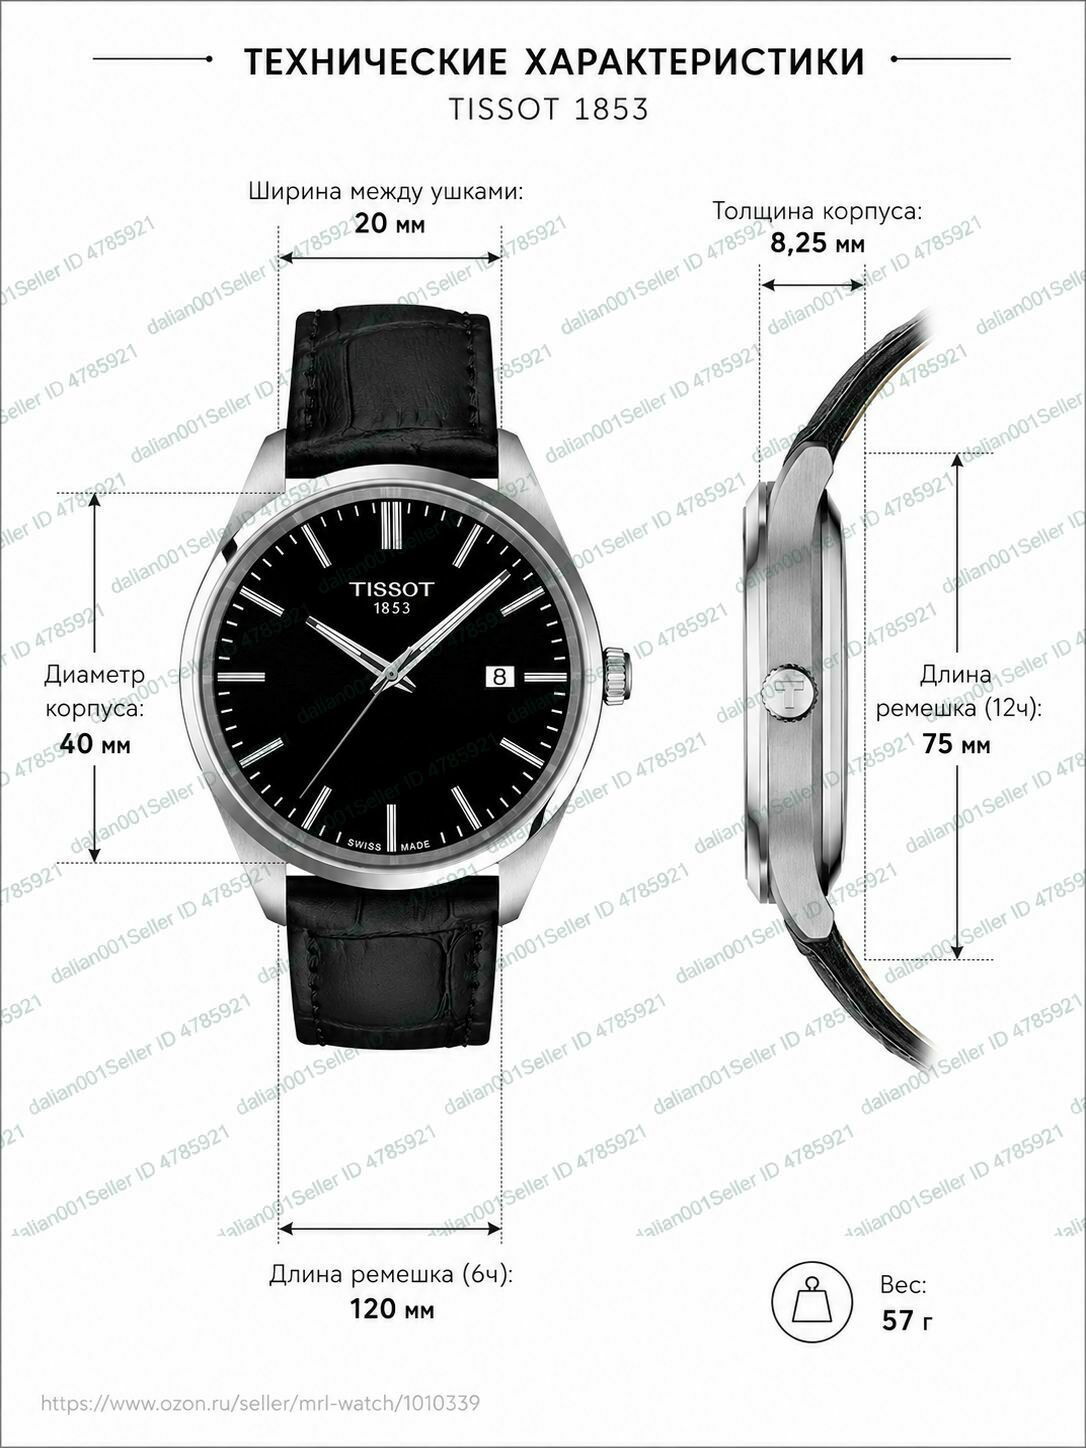 ТЕХНИЧЕСКИЕ ХАРАКТЕРИСТИКИ
TISSOT 1853
Ширина между ушками:
20 мм
Толщина корпуса:
8,25 мм
TISSOT
1853
8
SWISS MADE
Диаметр
корпуса:
40 мм
Длина
ремешка (12ч):
75 мм
Длина ремешка (6ч):
120 мм
Вес:
57 г
https://www.ozon.ru/seller/mrl-watch/1010339
dalian001Seller ID 4785921